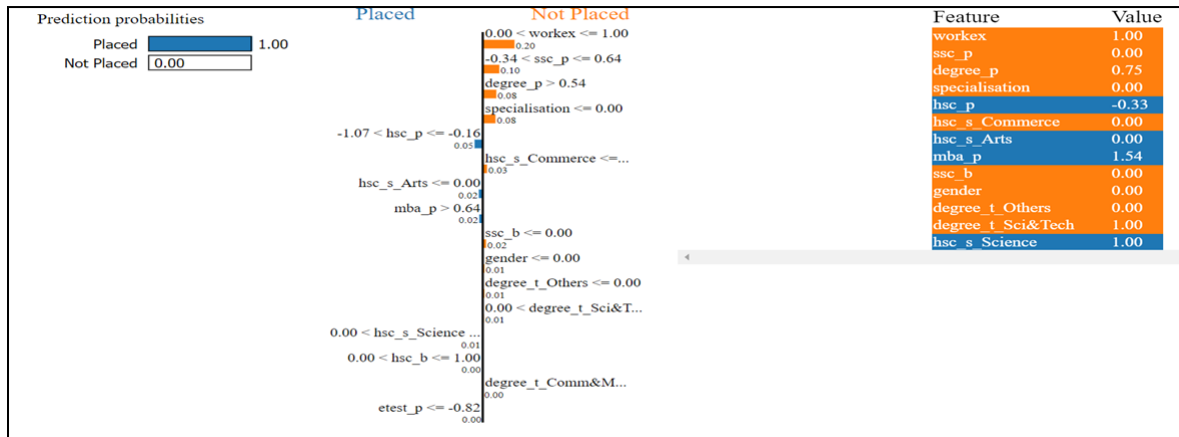 Prediction probabilities
Placed 1.00
Not Placed 0.00
Placed Not Placed
0.00 < workex <= 1.00
0.20
-0.34 < ssc_p <= 0.64
0.10
degree_p > 0.54
0.08
specialisation <= 0.00
0.08
-1.07 < hsc_p <= -0.16
0.05
hsc_s_Commerce <=...
0.03
hsc_s_Arts <= 0.00
0.02
mba_p > 0.64
0.02
ssc_b <= 0.00
0.02
gender <= 0.00
0.01
degree_t_Others <= 0.00
0.01
0.00 < degree_t_Sci&T...
0.01
0.00 < hsc_s_Science ...
0.01
0.00 < hsc_b <= 1.00
0.00
degree_t_Comm&M...
0.00
etest_p <= -0.82
0.00
Feature Value
workex 1.00
ssc_p 0.00
degree_p 0.75
specialisation 0.00
hsc_p -0.33
hsc_s_Commerce 0.00
hsc_s_Arts 0.00
mba_p 1.54
ssc_b 0.00
gender 0.00
degree_t_Others 0.00
degree_t_Sci&Tech 1.00
hsc_s_Science 1.00